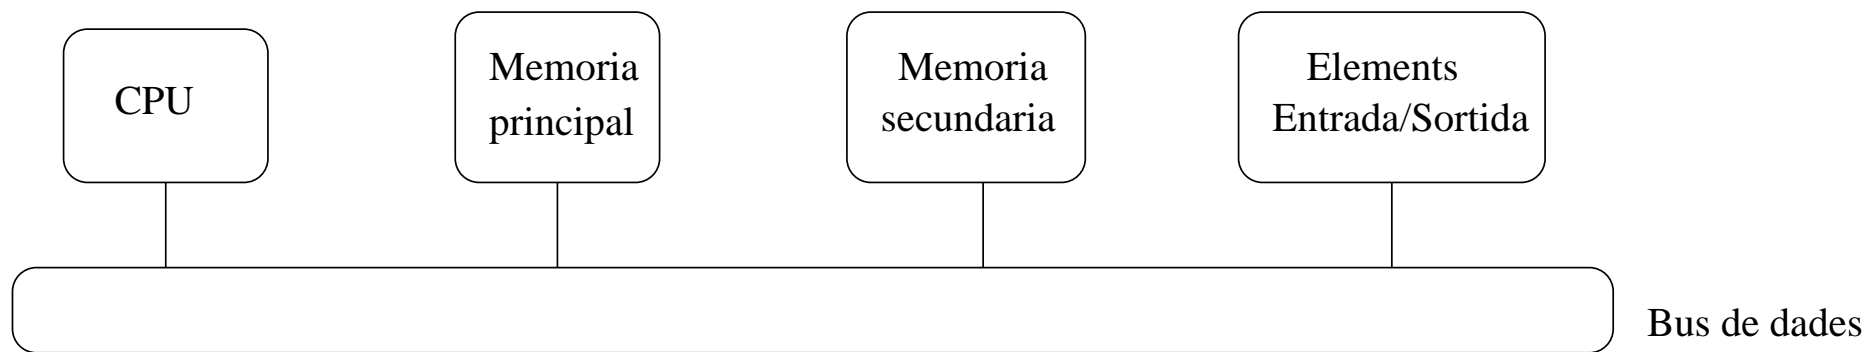 CPU
Memoria
principal
Memoria
secundaria
Elements
Entrada/Sortida
Bus de dades